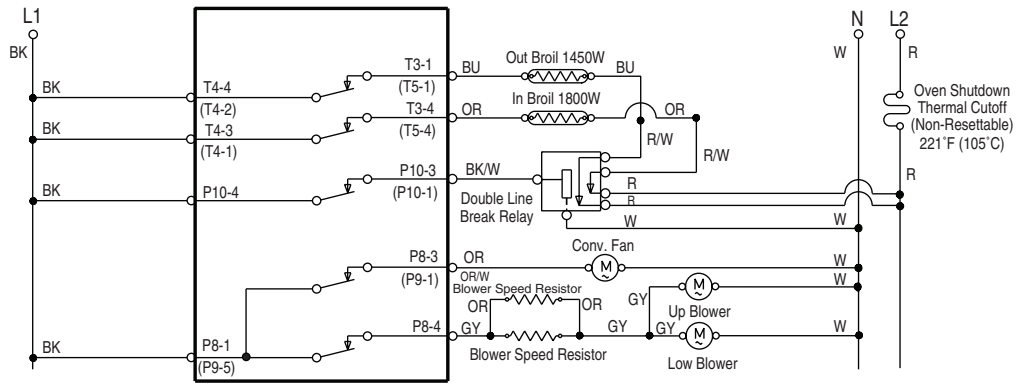 L1
N
L2
BK
W
R
BK
T4-4
(T4-2)
T3-1
(T5-1)
BU
Out Broil 1450W
BU
Oven Shutdown
Thermal Cutoff
(Non-Resettable)
221˚F (105˚C)
BK
T4-3
(T4-1)
T3-4
(T5-4)
OR
In Broil 1800W
OR
R/W
R/W
BK
P10-4
P10-3
(P10-1)
BK/W
Double Line
Break Relay
R
R
R
W
W
P8-3
(P9-1)
OR
Conv. Fan
M
~
W
OR/W
Blower Speed Resistor
OR
OR
GY
M
~
W
Up Blower
BK
P8-1
(P9-5)
P8-4
GY
Blower Speed Resistor
GY
GY
M
~
Low Blower
W